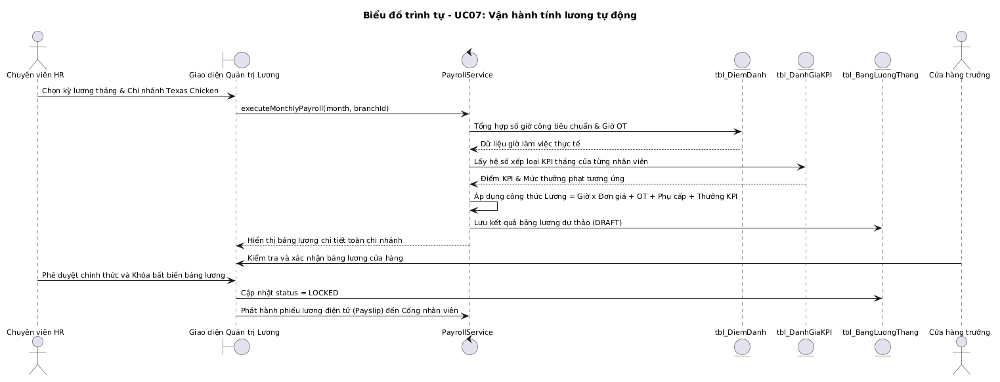 Biểu đồ trình tự - UC07: Vận hành tính lương tự động
Chuyên viên HR
Giao diện Quản trị Lương
PayrollService
tbl_DiemDanh
tbl_DanhGiaKPI
tbl_BangLuongThang
Cửa hàng trưởng
Chọn kỳ lương tháng & Chi nhánh Texas Chicken
executeMonthlyPayroll(month, branchId)
Tổng hợp số giờ công tiêu chuẩn & Giờ OT
Dữ liệu giờ làm việc thực tế
Lấy hệ số xếp loại KPI tháng của từng nhân viên
Điểm KPI & Mức thưởng phạt tương ứng
Áp dụng công thức Lương = Giờ x Đơn giá + OT + Phụ cấp + Thưởng KPI
Lưu kết quả bảng lương dự thảo (DRAFT)
Hiển thị bảng lương chi tiết toàn chi nhánh
Kiểm tra và xác nhận bảng lương cửa hàng
Phê duyệt chính thức và Khóa bất biến bảng lương
Cập nhật status = LOCKED
Phát hành phiếu lương điện tử (Payslip) đến Cổng nhân viên
Chuyên viên HR
Giao diện Quản trị Lương
PayrollService
tbl_DiemDanh
tbl_DanhGiaKPI
tbl_BangLuongThang
Cửa hàng trưởng